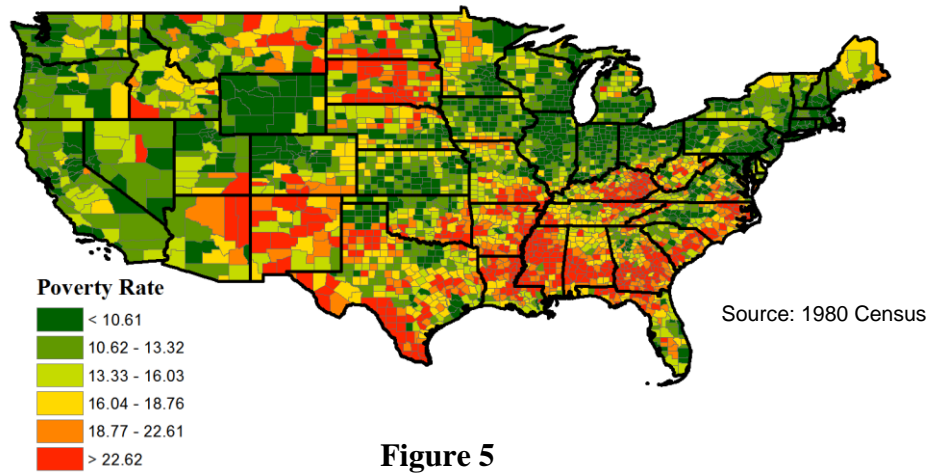 Poverty Rate
< 10.61
10.62 - 13.32
13.33 - 16.03
16.04 - 18.76
18.77 - 22.61
> 22.62
Source: 1980 Census
Figure 5